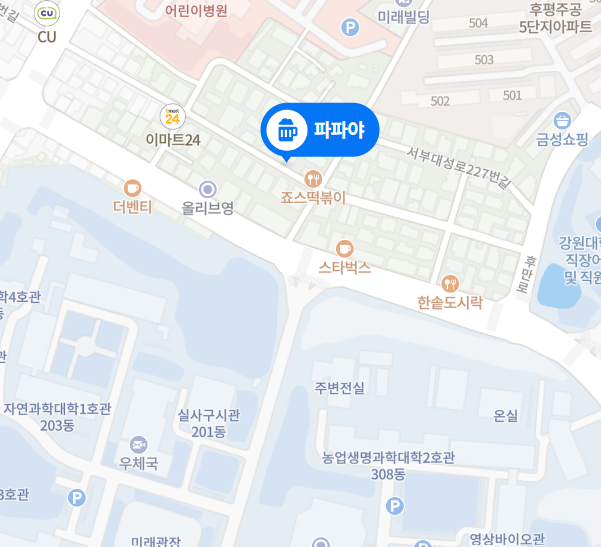 번길
어린이병원
CU
CU
P
미래빌딩
504
후평주공
5단지아파트
503
502
501
emart
24
이마트24
파파야
금성쇼핑
서부대성로227번길
죠스떡볶이
더벤티
올리브영
강원대
직장어
및 직원
후만로
스타벅스
한솥도시락
학4호관
동
관
주변전실
자연과학대학1호관
203동
실사구시관
201동
온실
우체국
농업생명과학대학2호관
308동
3호관
P
P
미래광장
P
영상바이오관